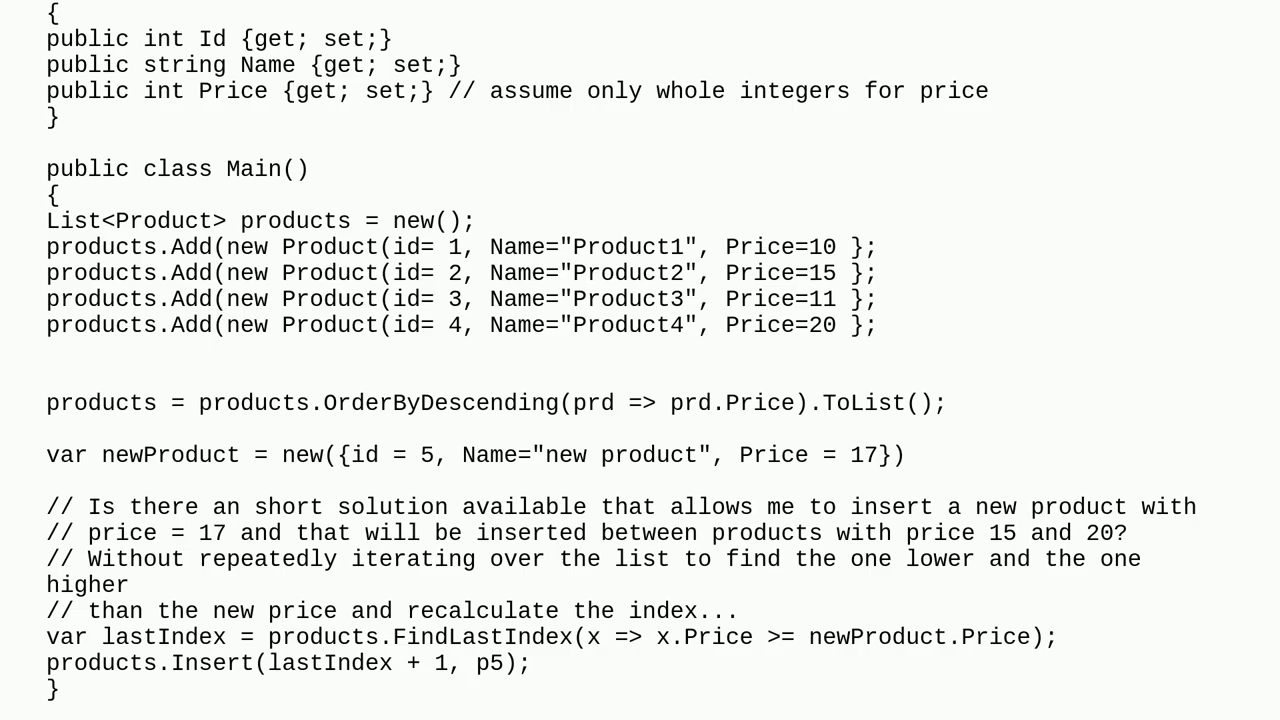 {
public int Id {get; set;}
public string Name {get; set;}
public int Price {get; set;} // assume only whole integers for price
}
public class Main()
{
List<Product> products = new();
products.Add(new Product(id= 1, Name="Product1", Price=10 };
products.Add(new Product(id= 2, Name="Product2", Price=15 };
products.Add(new Product(id= 3, Name="Product3", Price=11 };
products.Add(new Product(id= 4, Name="Product4", Price=20 };
products = products.OrderByDescending(prd => prd.Price).ToList();
var newProduct = new({id = 5, Name="new product", Price = 17})
// Is there an short solution available that allows me to insert a new product with
// price = 17 and that will be inserted between products with price 15 and 20?
// Without repeatedly iterating over the list to find the one lower and the one
higher
// than the new price and recalculate the index...
var lastIndex = products.FindLastIndex(x => x.Price >= newProduct.Price);
products.Insert(lastIndex + 1, p5);
}